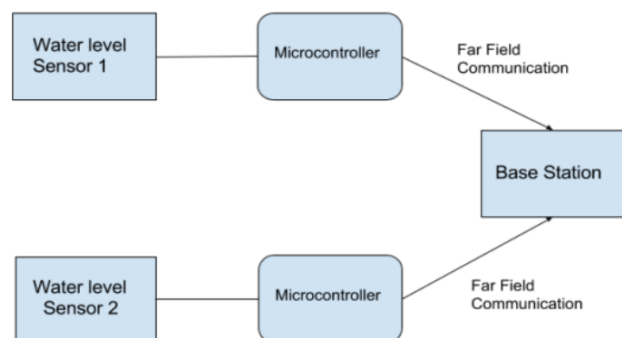 Water level
Sensor 1
Microcontroller
Far Field
Communication
Base Station
Water level
Sensor 2
Microcontroller
Far Field
Communication